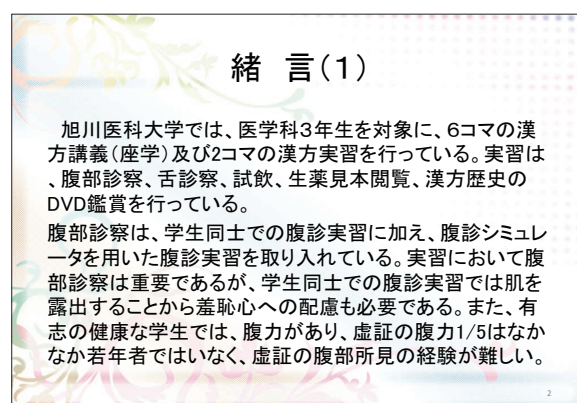 緒 言(1)
旭川医科大学では、医学科3年生を対象に、6コマの漢
方講義(座学)及び2コマの漢方実習を行っている。実習は
、腹部診察、舌診察、試飲、生薬見本閲覧、漢方歴史の
DVD鑑賞を行っている。
腹部診察は、学生同士での腹診実習に加え、腹診シミュレ
ータを用いた腹診実習を取り入れている。実習において腹
部診察は重要であるが、学生同士での腹診実習では肌を
露出することから羞恥心への配慮も必要である。また、有
志の健康な学生では、腹力があり、虚証の腹力1/5はなか
なか若年者ではいなく、虚証の腹部所見の経験が難しい。
2